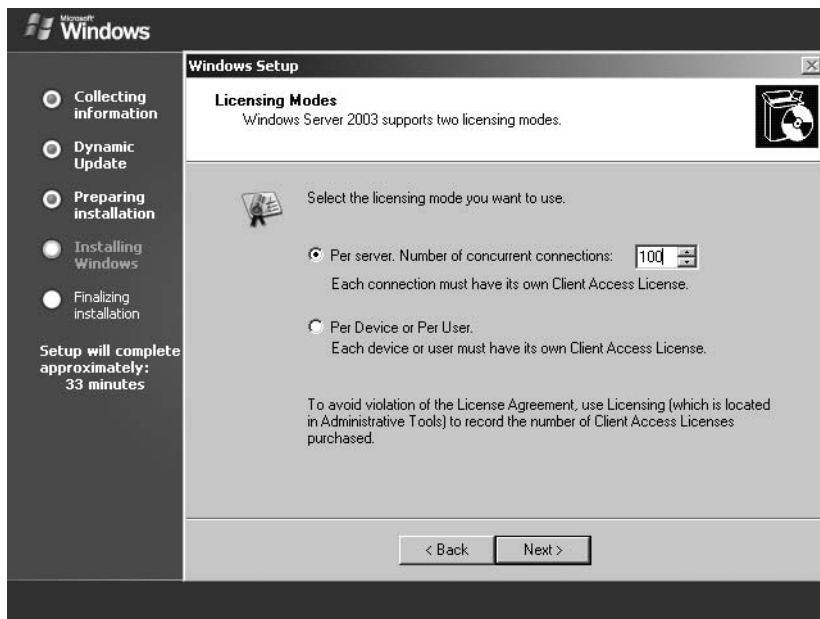 Microsoft
Windows
Collecting
information
Dynamic
Update
Preparing
installation
Installing
Windows
Finalizing
installation
Setup will complete
approximately:
33 minutes
Windows Setup
Licensing Modes
Windows Server 2003 supports two licensing modes.
Select the licensing mode you want to use.
Per server. Number of concurrent connections: 100
Each connection must have its own Client Access License.
Per Device or Per User.
Each device or user must have its own Client Access License.
To avoid violation of the License Agreement, use Licensing (which is located
in Administrative Tools) to record the number of Client Access Licenses
purchased.
< Back
Next >